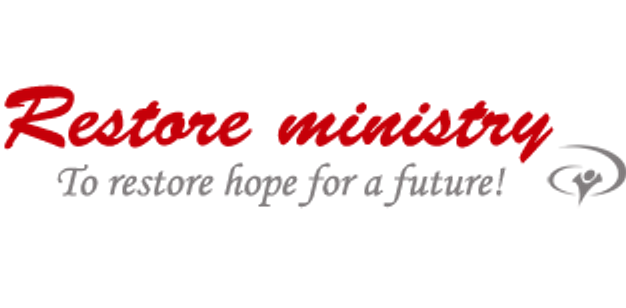 Restore ministry
To restore hope for a future!